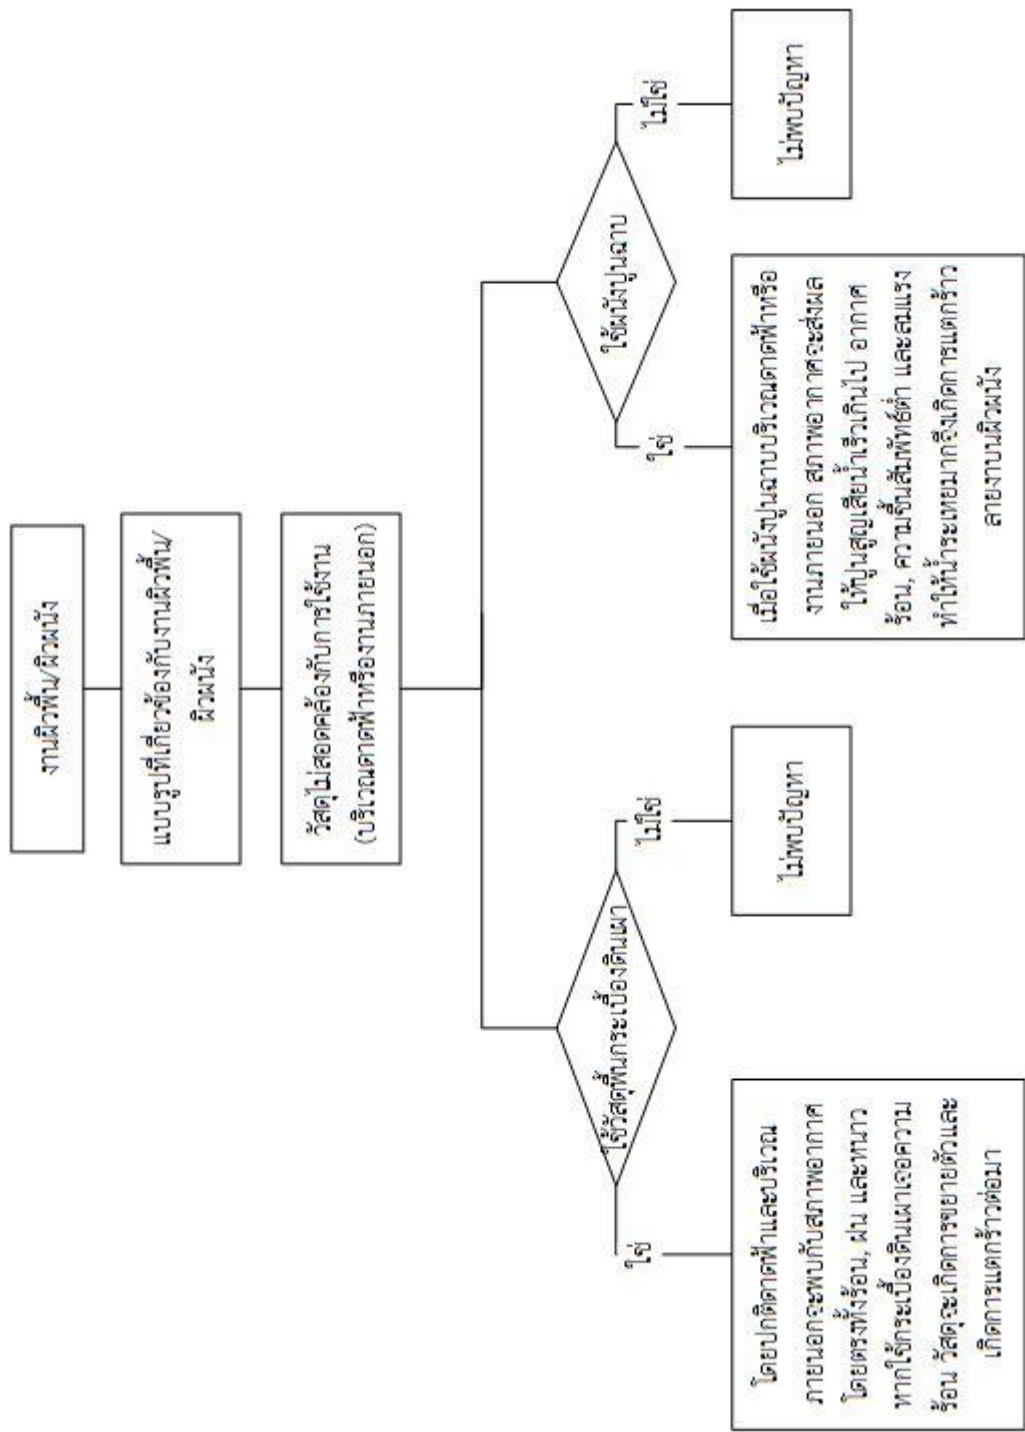 งานผิวพื้น/ผิวผนัง
แบบรูปที่เกี่ยวข้องกับงานผิวพื้น/
ผิวผนัง
วัสดุไม่สอดคล้องกับการใช้งาน
(บริเวณดาดฟ้าหรืองานภายนอก)
ใช้วัสดุพื้นกระเบื้องดินเผา
ใช่
ไม่ใช่
โดยปกติดาดฟ้าและบริเวณ
ภายนอกจะพบกับสภาพอากาศ
โดยตรงทั้งร้อน, ฝน และหนาว
หากใช้กระเบื้องดินเผาเจอความ
ร้อน วัสดุจะเกิดการขยายตัวและ
เกิดการแตกร้าวต่อมา
ไม่พบปัญหา
ใช้ผนังปูนฉาบ
ใช่
ไม่ใช่
เมื่อใช้ผนังปูนฉาบบริเวณดาดฟ้าหรือ
งานภายนอก สภาพอากาศจะส่งผล
ให้ปูนสูญเสียน้ำเร็วเกินไป อากาศ
ร้อน, ความชื้นสัมพัทธ์ต่ำ และลมแรง
ทำให้น้ำระเหยมากจึงเกิดการแตกร้าว
ลายงาบนผิวผนัง
ไม่พบปัญหา